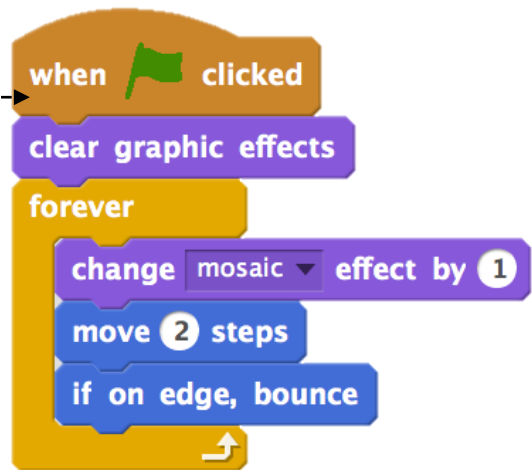 when clicked
clear graphic effects
forever
change mosaic effect by 1
move 2 steps
if on edge, bounce